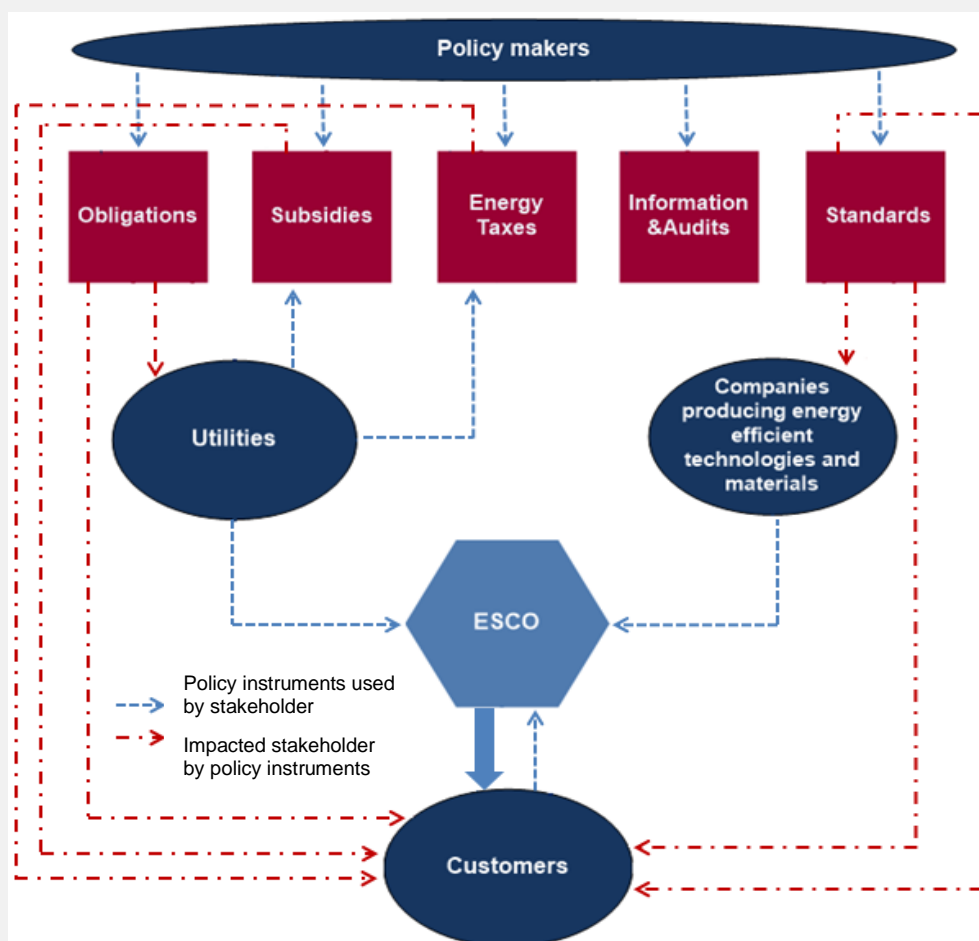 Policy makers
Obligations
Subsidies
Energy
Taxes
Information
&Audits
Standards
Utilities
Companies
producing energy
efficient
technologies and
materials
ESCO
Policy instruments used
by stakeholder
Impacted stakeholder
by policy instruments
Customers